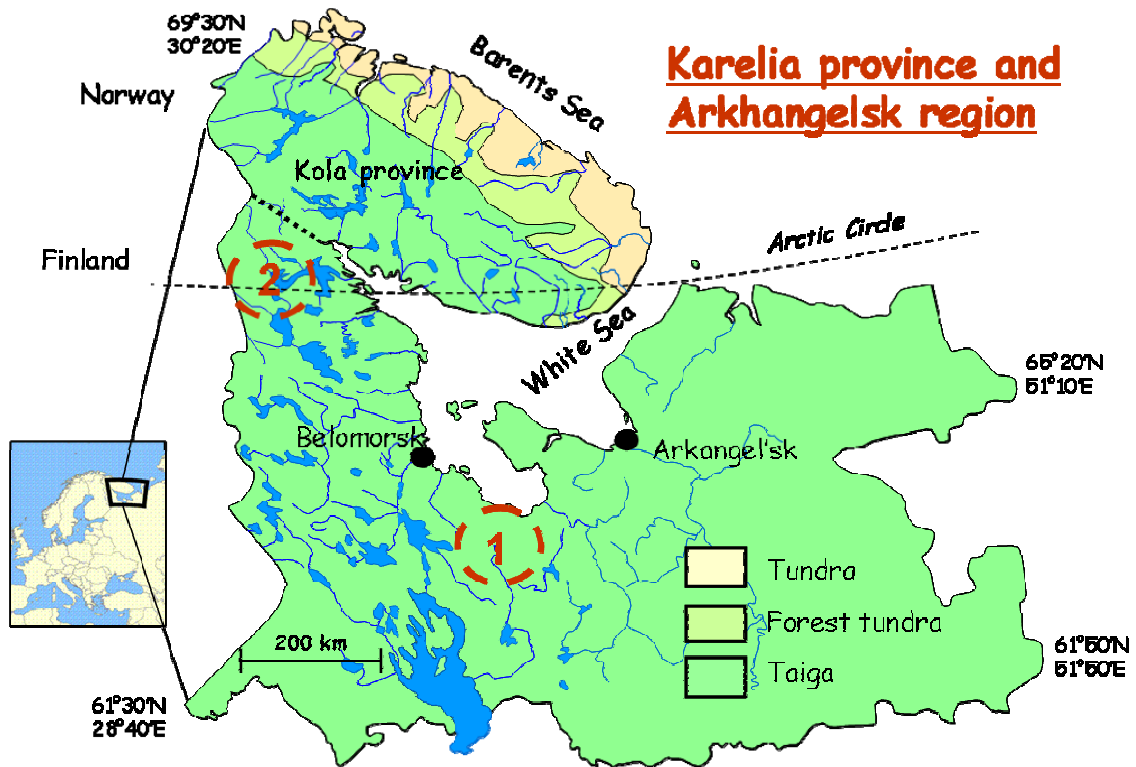 69°30'N
30°20'E
Norway
Barents Sea
Karelia province and
Arkhangelsk region
Kola province
Finland
Arctic Circle
2
White Sea
65°20'N
51°10'E
Belomorsk
Arkangel'sk
1
Tundra
Forest tundra
Taiga
200 km
61°50'N
51°50'E
61°30'N
28°40'E